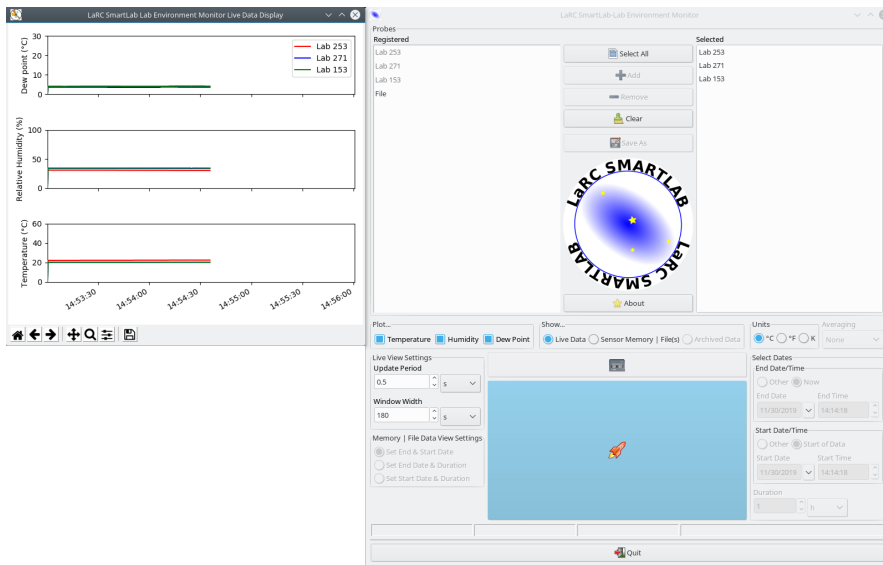 LaRC SmartLab Lab Environment Monitor Live Data Display
30
20
10
0
Dew point (°C)
Lab 253
Lab 271
Lab 153
100
50
0
Relative Humidity (%)
60
40
20
0
Temperature (°C)
14:53:30
14:54:00
14:54:30
14:55:00
14:55:30
14:56:00
LaRC SmartLab-Lab Environment Monitor
Probes
Registered
Lab 253
Lab 271
Lab 153
File
Select All
Add
Remove
Clear
Save As
LaRC SMARTLAB
LaRC SMARTLAB
About
Selected
Lab 253
Lab 271
Lab 153
Plot...
Temperature Humidity Dew Point
Show...
Live Data Sensor Memory | File(s) Archived Data
Units
°C °F K
Averaging
None
Live View Settings
Update Period
0.5 s
Window Width
180 s
Memory | File Data View Settings
Set End & Start Date
Set End Date & Duration
Set Start Date & Duration
Select Dates
End Date/Time
Other Now
End Date End Time
11/30/2019 14:14:18
Start Date/Time
Other Start of Data
Start Date Start Time
11/30/2019 14:14:18
Duration
1 h
Quit